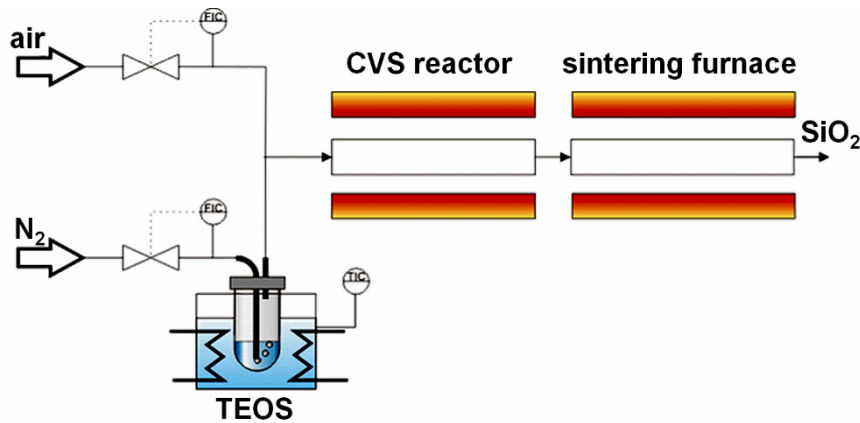 FIC
air
CVS reactor
sintering furnace
SiO₂
FIC
N₂
TIC
TEOS